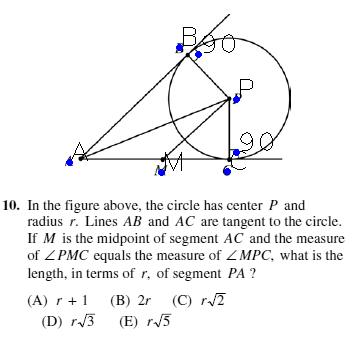 B 90
P
A
M
90
C
10. In the figure above, the circle has center P and
radius r. Lines AB and AC are tangent to the circle.
If M is the midpoint of segment AC and the measure
of ∠PMC equals the measure of ∠MPC, what is the
length, in terms of r, of segment PA ?
(A) r + 1 (B) 2r (C) r√2
(D) r√3 (E) r√5